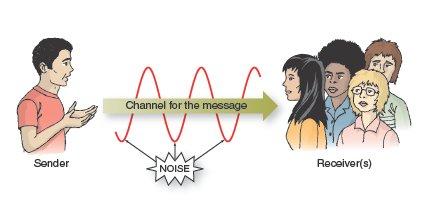 Channel for the message
Sender
NOISE
Receiver(s)